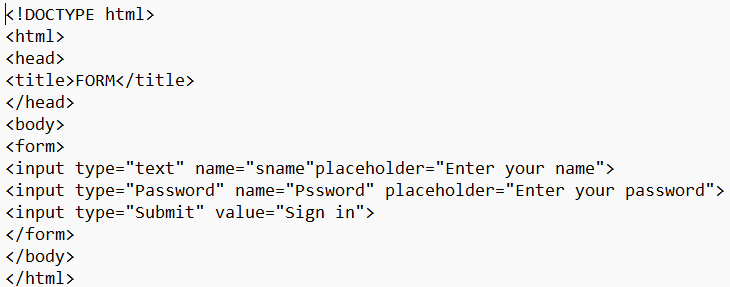 <!DOCTYPE html>
<html>
<head>
<title>FORM</title>
</head>
<body>
<form>
<input type="text" name="sname"placeholder="Enter your name">
<input type="Password" name="Pssword" placeholder="Enter your password">
<input type="Submit" value="Sign in">
</form>
</body>
</html>